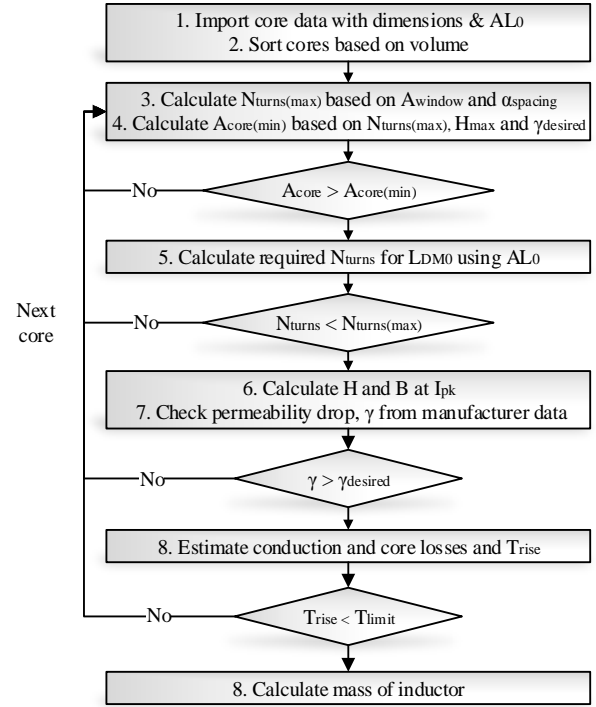 1. Import core data with dimensions & AL0
2. Sort cores based on volume
3. Calculate Nturns(max) based on Awindow and αspacing
4. Calculate Acore(min) based on Nturns(max), Hmax and γdesired
No
Acore > Acore(min)
5. Calculate required Nturns for LDM0 using AL0
Next
core
No
Nturns < Nturns(max)
6. Calculate H and B at Ipk
7. Check permeability drop, γ from manufacturer data
No
γ > γdesired
8. Estimate conduction and core losses and Trise
No
Trise < Tlimit
8. Calculate mass of inductor